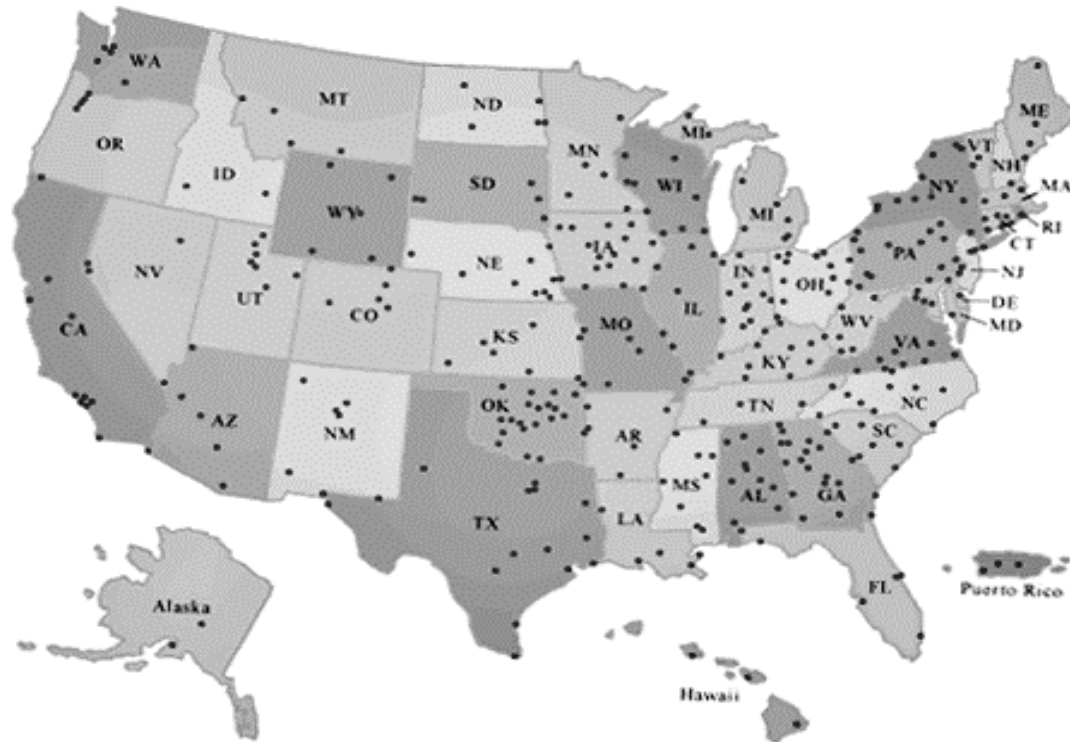 WA
MT
ND
ME
MI
VT
NH
OR
MN
ID
SD
WI
NY
MA
WY
MI
RI
CT
IA
PA
NE
NV
IN
OH
NJ
UT
IL
DE
CO
WV
MD
CA
MO
KS
VA
KY
OK
TN
NC
AZ
NM
AR
SC
MS
AL
GA
TX
LA
FL
Puerto Rico
Alaska
Hawaii